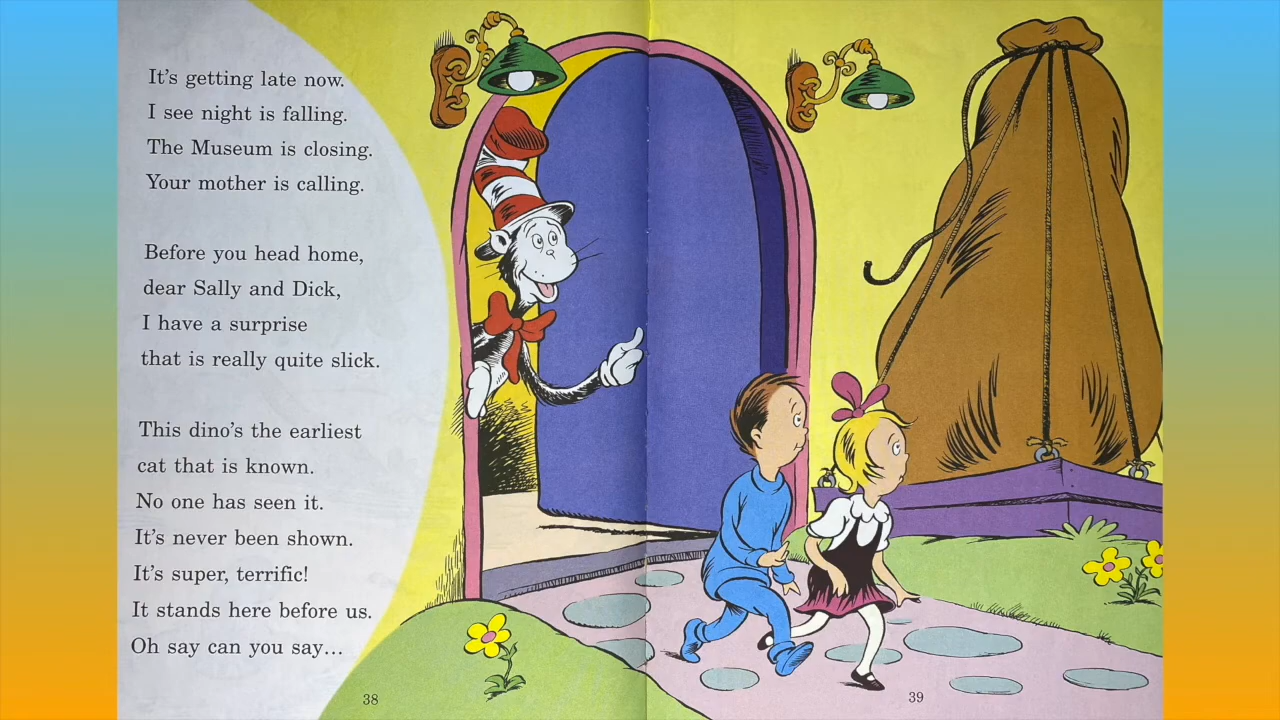 It's getting late now.
I see night is falling.
The Museum is closing.
Your mother is calling.
Before you head home,
dear Sally and Dick,
I have a surprise
that is really quite slick.
This dino's the earliest
cat that is known.
No one has seen it.
It's never been shown.
It's super, terrific!
It stands here before us.
Oh say can you say...
38
39